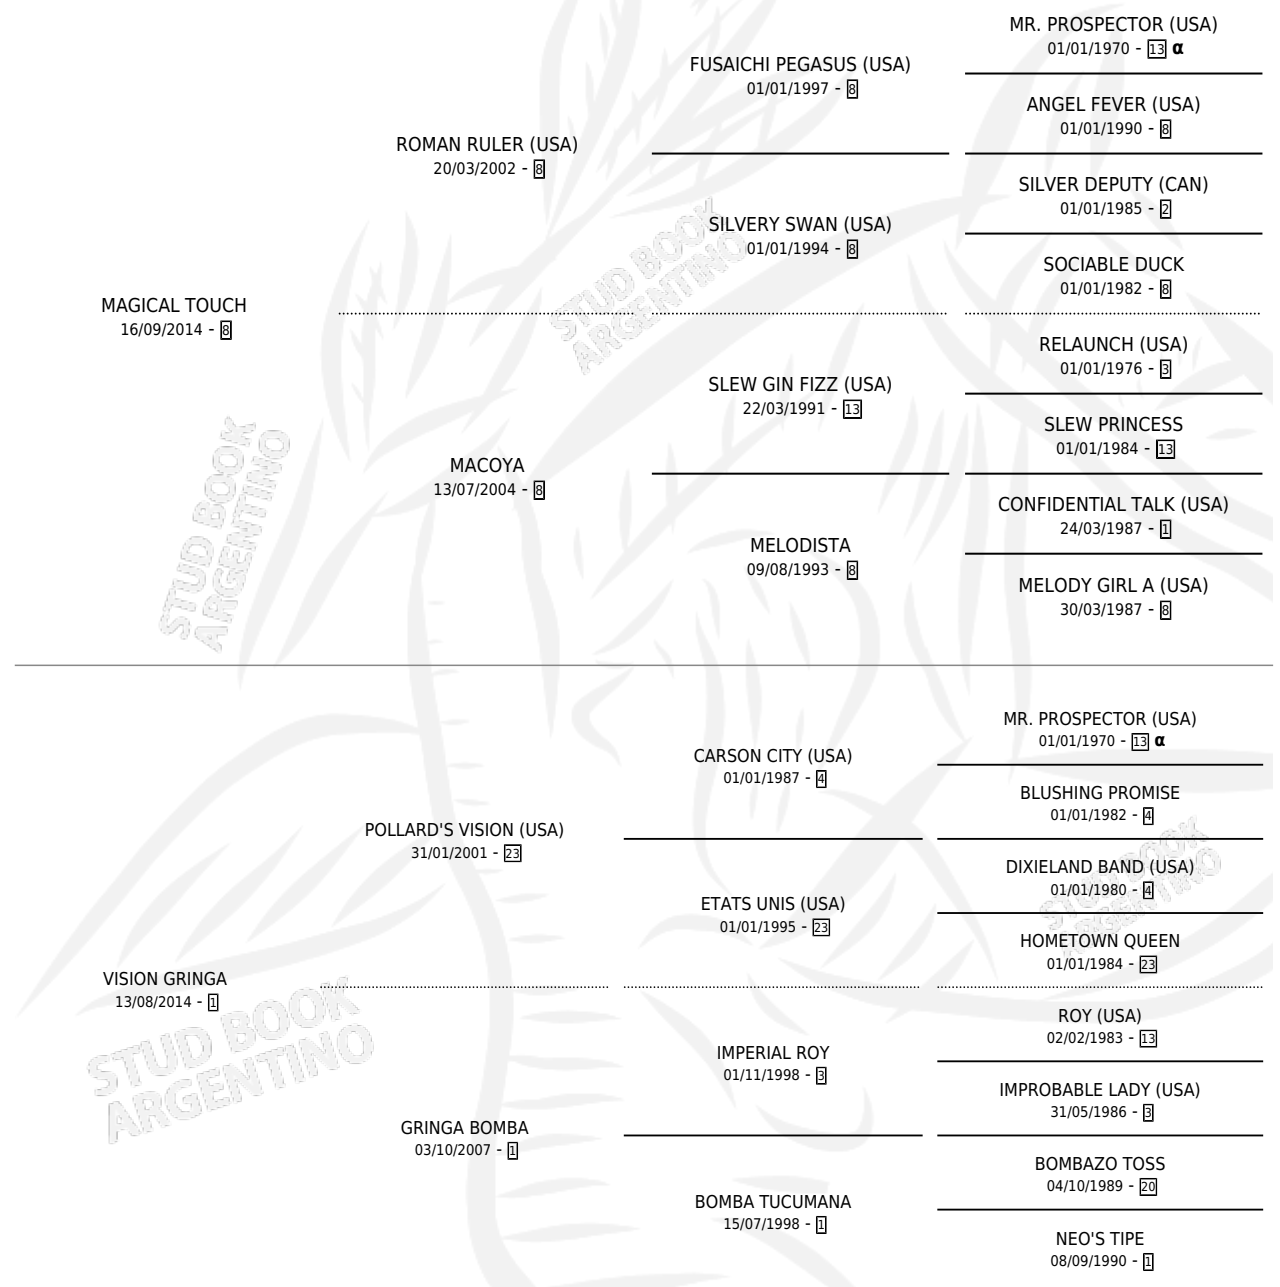 MR. PROSPECTOR (USA)
01/01/1970 - 13 α
FUSAICHI PEGASUS (USA)
01/01/1997 - 8
ANGEL FEVER (USA)
01/01/1990 - 8
ROMAN RULER (USA)
20/03/2002 - 8
SILVER DEPUTY (CAN)
01/01/1985 - 2
SILVERY SWAN (USA)
01/01/1994 - 8
SOCIABLE DUCK
01/01/1982 - 8
STUD BOOK
ARGENTINO
MAGICAL TOUCH
16/09/2014 - 8
RELAUNCH (USA)
01/01/1976 - 3
SLEW GIN FIZZ (USA)
22/03/1991 - 13
SLEW PRINCESS
01/01/1984 - 13
MACOYA
13/07/2004 - 8
CONFIDENTIAL TALK (USA)
24/03/1987 - 1
MELODISTA
09/08/1993 - 8
MELODY GIRL A (USA)
30/03/1987 - 8
STUD BOOK
ARGENTINO
MR. PROSPECTOR (USA)
01/01/1970 - 13 α
CARSON CITY (USA)
01/01/1987 - 4
BLUSHING PROMISE
01/01/1982 - 4
POLLARD'S VISION (USA)
31/01/2001 - 23
DIXIELAND BAND (USA)
01/01/1980 - 4
STUD BOOK
ARGENTINO
ETATS UNIS (USA)
01/01/1995 - 23
HOMETOWN QUEEN
01/01/1984 - 23
VISION GRINGA
13/08/2014 - 1
STUD BOOK
ARGENTINO
ROY (USA)
02/02/1983 - 13
IMPERIAL ROY
01/11/1998 - 3
IMPROBABLE LADY (USA)
31/05/1986 - 3
GRINGA BOMBA
03/10/2007 - 1
BOMBAZO TOSS
04/10/1989 - 20
BOMBA TUCUMANA
15/07/1998 - 1
NEO'S TIPE
08/09/1990 - 1